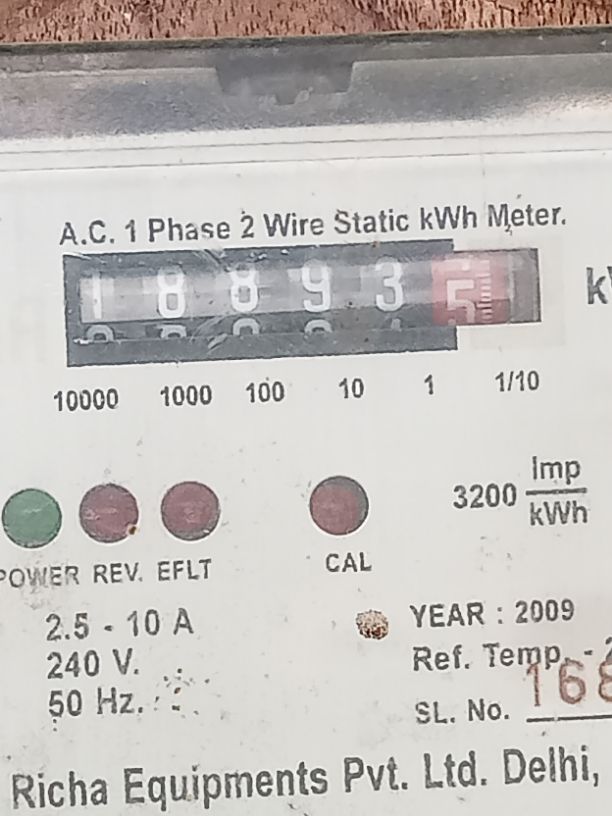 A.C. 1 Phase 2 Wire Static kWh Meter.
1 8 8 9 3 5
10000 1000 100 10 1 1/10
3200 Imp/kWh
POWER REV. EFLT CAL
2.5 - 10 A
240 V.
50 Hz.
YEAR : 2009
Ref. Temp. -
SL. No. 168
Richa Equipments Pvt. Ltd. Delhi,